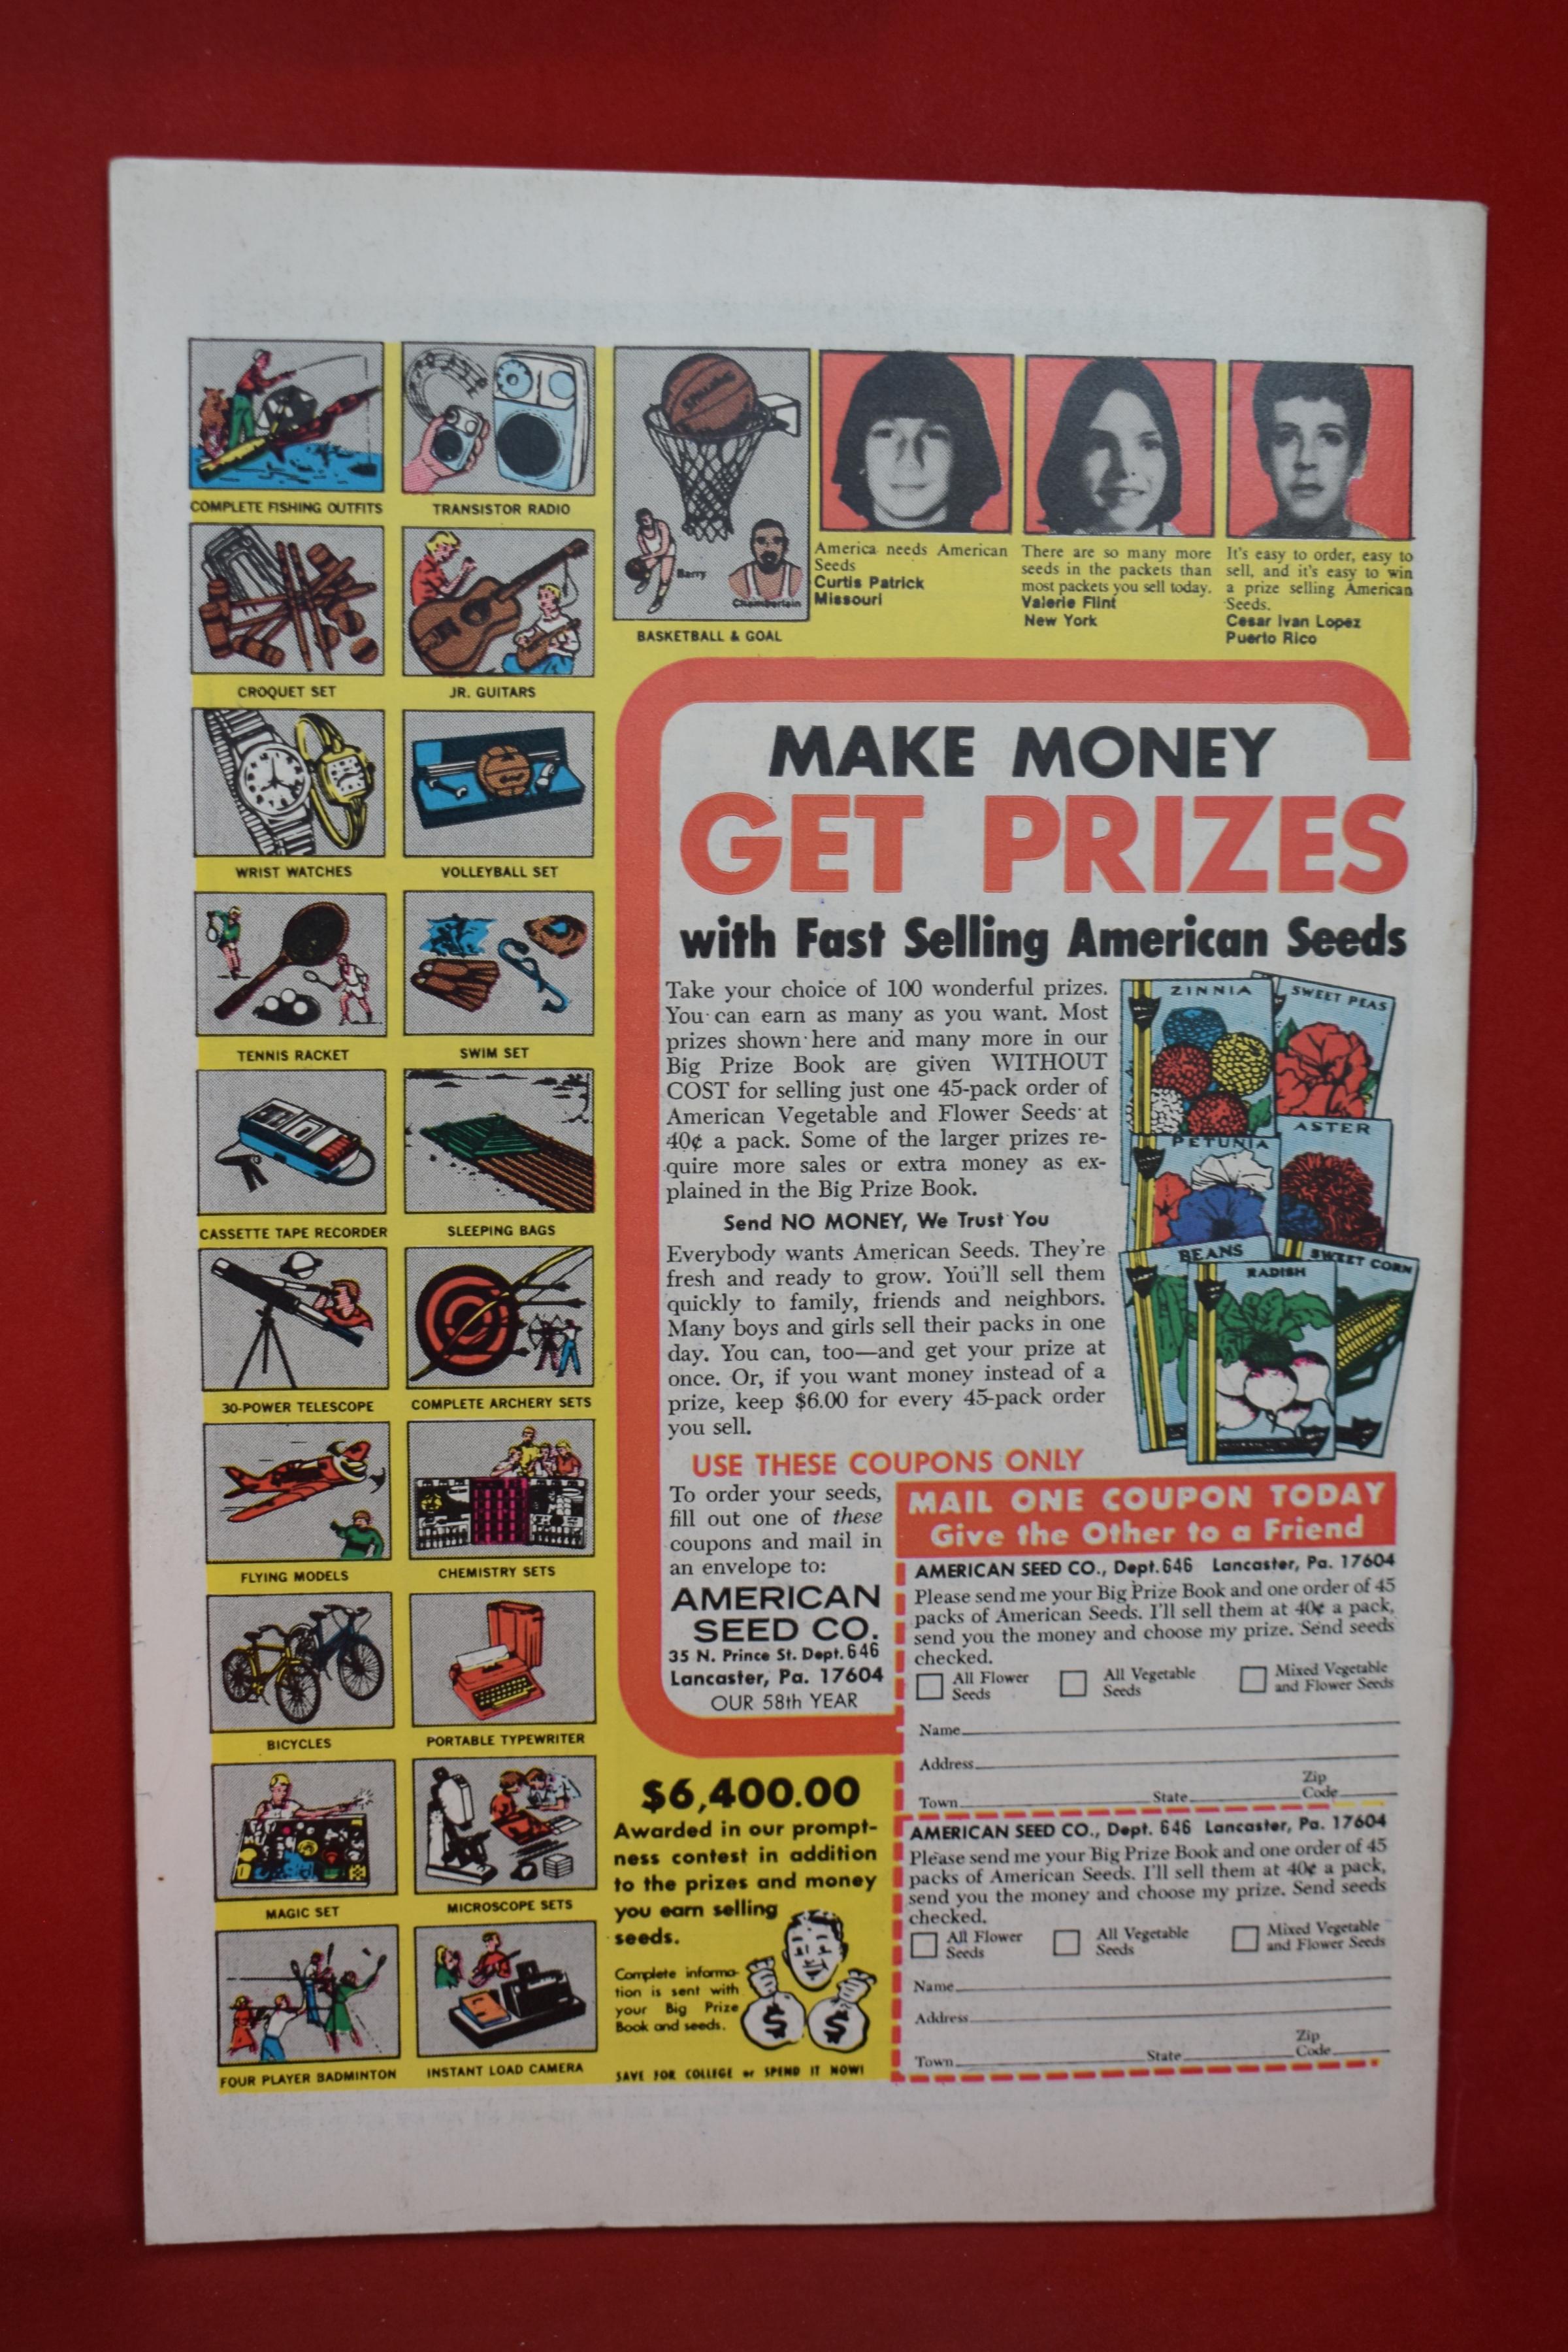 COMPLETE FISHING OUTFITS
TRANSISTOR RADIO
CROQUET SET
JR. GUITARS
WRIST WATCHES
VOLLEYBALL SET
TENNIS RACKET
SWIM SET
CASSETTE TAPE RECORDER
SLEEPING BAGS
30-POWER TELESCOPE
COMPLETE ARCHERY SETS
FLYING MODELS
CHEMISTRY SETS
BICYCLES
PORTABLE TYPEWRITER
MAGIC SET
MICROSCOPE SETS
FOUR PLAYER BADMINTON
INSTANT LOAD CAMERA
SPALDING
Barry
Chamberlain
BASKETBALL & GOAL
America needs American
Seeds
Curtis Patrick
Missouri
There are so many more
seeds in the packets than
most packets you sell today.
Valerie Flint
New York
It's easy to order, easy to
sell, and it's easy to win
a prize selling American
Seeds.
Cesar Ivan Lopez
Puerto Rico
MAKE MONEY
GET PRIZES
with Fast Selling American Seeds
Take your choice of 100 wonderful prizes.
You can earn as many as you want. Most
prizes shown here and many more in our
Big Prize Book are given WITHOUT
COST for selling just one 45-pack order of
American Vegetable and Flower Seeds at
40¢ a pack. Some of the larger prizes re-
quire more sales or extra money as ex-
plained in the Big Prize Book.
Send NO MONEY, We Trust You
Everybody wants American Seeds. They're
fresh and ready to grow. You'll sell them
quickly to family, friends and neighbors.
Many boys and girls sell their packs in one
day. You can, too—and get your prize at
once. Or, if you want money instead of a
prize, keep $6.00 for every 45-pack order
you sell.
ZINNIA
SWEET PEAS
PETUNIA
ASTER
BEANS
RADISH
SWEET CORN
USE THESE COUPONS ONLY
To order your seeds,
fill out one of these
coupons and mail in
an envelope to:
AMERICAN
SEED CO.
35 N. Prince St. Dept. 646
Lancaster, Pa. 17604
OUR 58th YEAR
$6,400.00
Awarded in our prompt-
ness contest in addition
to the prizes and money
you earn selling
seeds.
Complete informa-
tion is sent with
your Big Prize
Book and seeds.
$ $
SAVE FOR COLLEGE or SPEND IT NOW!
MAIL ONE COUPON TODAY
Give the Other to a Friend
AMERICAN SEED CO., Dept. 646 Lancaster, Pa. 17604
Please send me your Big Prize Book and one order of 45
packs of American Seeds. I'll sell them at 40¢ a pack,
send you the money and choose my prize. Send seeds
checked.
All Flower
Seeds
All Vegetable
Seeds
Mixed Vegetable
and Flower Seeds
Name
Address
Town State Zip
Code
AMERICAN SEED CO., Dept. 646 Lancaster, Pa. 17604
Please send me your Big Prize Book and one order of 45
packs of American Seeds. I'll sell them at 40¢ a pack,
send you the money and choose my prize. Send seeds
checked.
All Flower
Seeds
All Vegetable
Seeds
Mixed Vegetable
and Flower Seeds
Name
Address
Town State Zip
Code